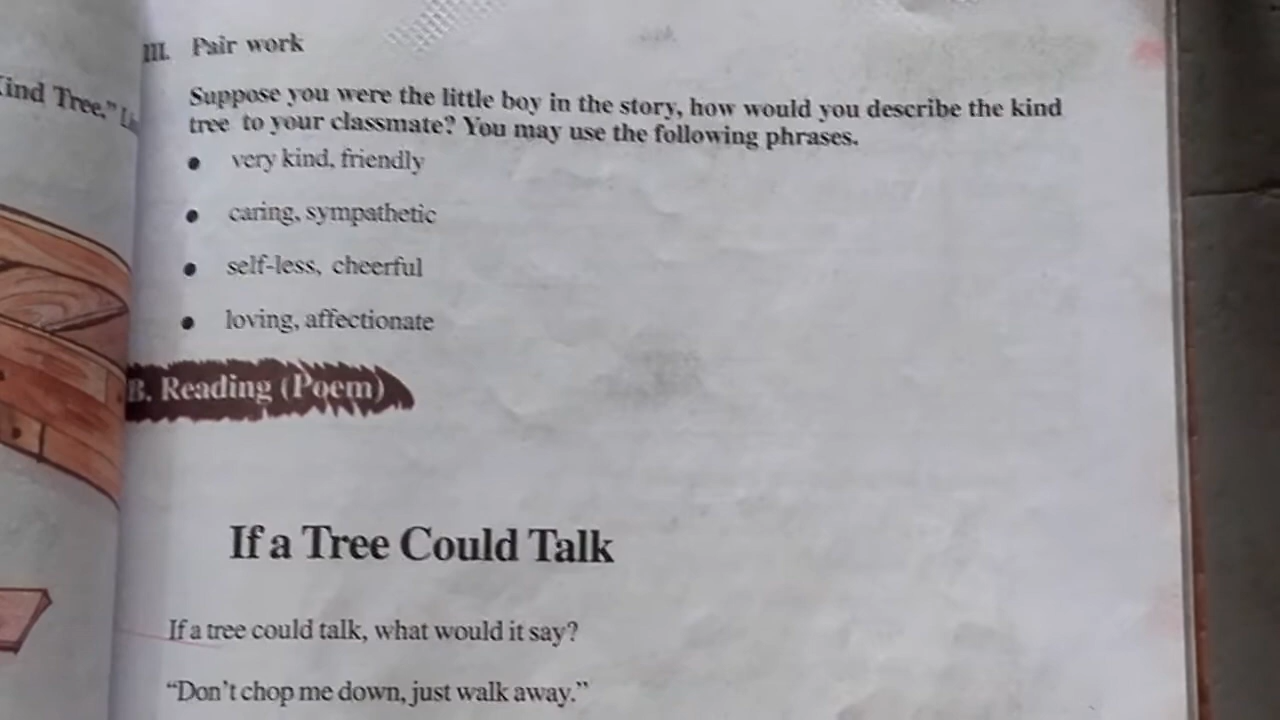 ind Tree."
III. Pair work
Suppose you were the little boy in the story, how would you describe the kind
tree to your classmate? You may use the following phrases.
• very kind, friendly
• caring, sympathetic
• self-less, cheerful
• loving, affectionate
B. Reading (Poem)
If a Tree Could Talk
If a tree could talk, what would it say?
“Don’t chop me down, just walk away.”